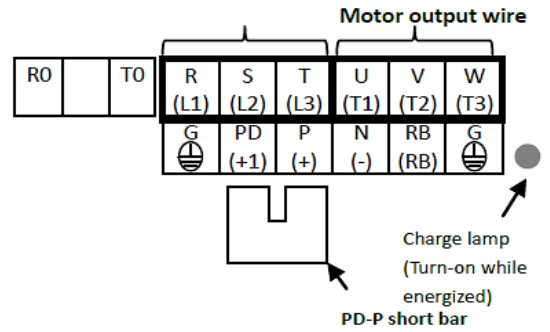 Motor output wire
R0 T0 R S T U V W
(L1) (L2) (L3) (T1) (T2) (T3)
G PD P N RB G
(+1) (+) (-) (RB)
Charge lamp
(Turn-on while
energized)
PD-P short bar